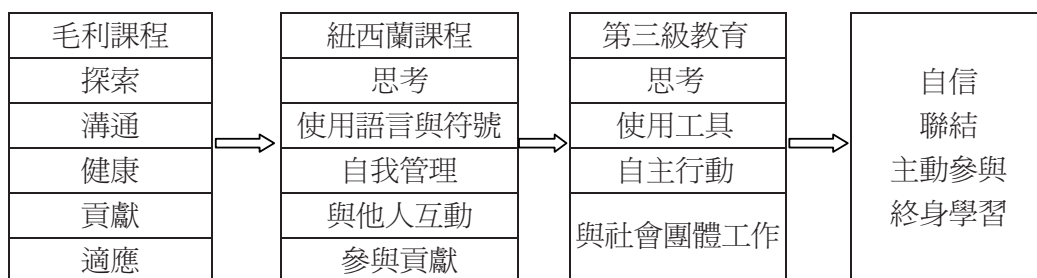 毛利課程
探索
溝通
健康
貢獻
適應
紐西蘭課程
思考
使用語言與符號
自我管理
與他人互動
參與貢獻
第三級教育
思考
使用工具
自主行動
與社會團體工作
自信
聯結
主動參與
終身學習